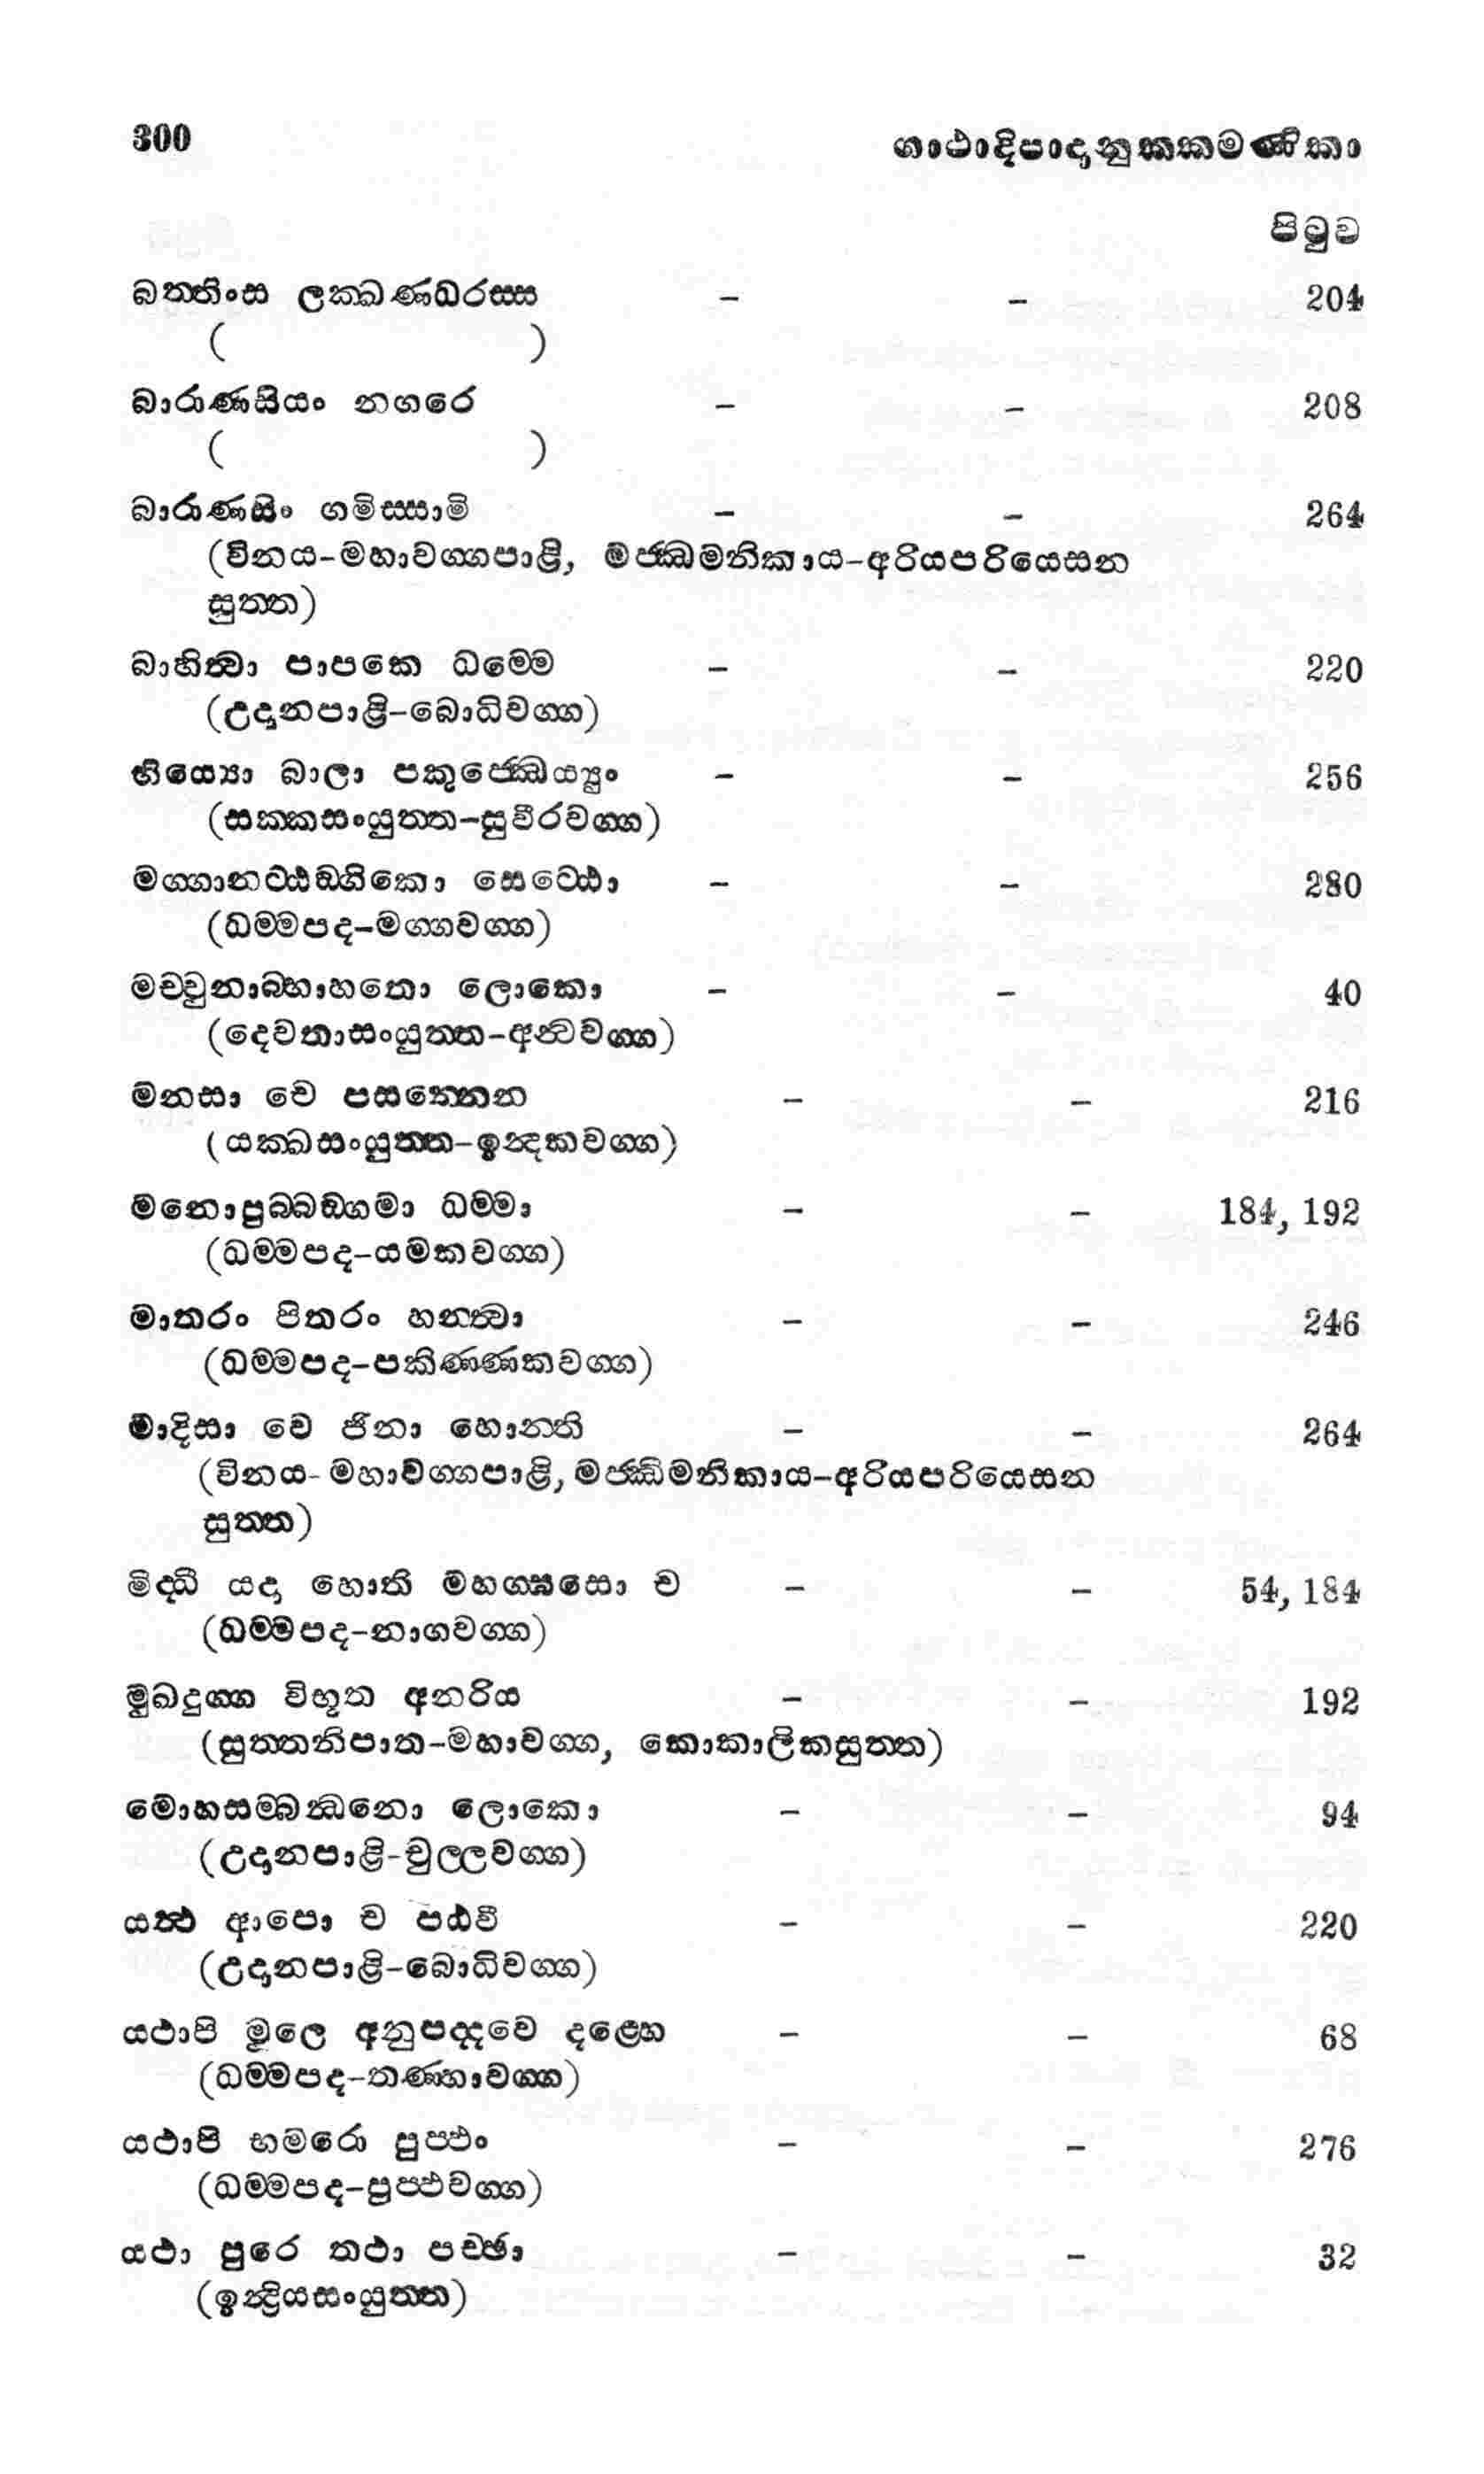 300 ගාථාදිපාදානුක්කමණිකා
පිටුව
බත්තිංස ලක්ඛණධරස්ස - - 204
( )
බාරාණසියං නගරෙ - - 208
( )
බාරාණසිං ගමිස්සාමි - - 264
(විනය-මහාවග්ගපාළි, මජ්ඣමනිකාය-අරියපරියෙසන
සුත්ත)
බාහිත්වා පාපකෙ ධම්මෙ - - 220
(උදානපාළි-බොධිවග්ග)
භිය්‍යො බාලා පකුජ්ඣෙය්‍යුං - - 256
(සක්කසංයුත්ත-සුවීරවග්ග)
මග්ගානට්ඨඞ්ගිකො සෙට්ඨො - - 280
(ධම්මපද-මග්ගවග්ග)
මච්චුනාබ්භාහතො ලොකො - - 40
(දෙවතාසංයුත්ත-අන්වවග්ග)
මනසා චෙ පසන්නෙන - - 216
(යක්ඛසංයුත්ත-ඉන්දකවග්ග)
මනොපුබ්බඞ්ගමා ධම්මා - - 184, 192
(ධම්මපද-යමකවග්ග)
මාතරං පිතරං හන්ත්වා - - 246
(ධම්මපද-පකිණ්ණකවග්ග)
මාදිසා වෙ ජිනා හොන්ති - - 264
(විනය-මහාවග්ගපාළි, මජ්ඣිමනිකාය-අරියපරියෙසන
සුත්ත)
මිද්ධී යදා හොති මහග්ඝසො ච - - 54, 184
(ධම්මපද-නාගවග්ග)
මුඛදුග්ග විභූත අනරිය - - 192
(සුත්තනිපාත-මහාවග්ග, කොකාලිකසුත්ත)
මොහසම්බන්ධනො ලොකො - - 94
(උදානපාළි-චුල්ලවග්ග)
යත්ථ ආපො ච පඨවී - - 220
(උදානපාළි-බොධිවග්ග)
යථාපි මූලෙ අනුපද්දවෙ දළ්හෙ - - 68
(ධම්මපද-තණ්හාවග්ග)
යථාපි භමරො පුප්ඵං - - 276
(ධම්මපද-පුප්ඵවග්ග)
යථා පුරෙ තථා පච්ඡා - - 32
(ඉන්ද්‍රියසංයුත්ත)